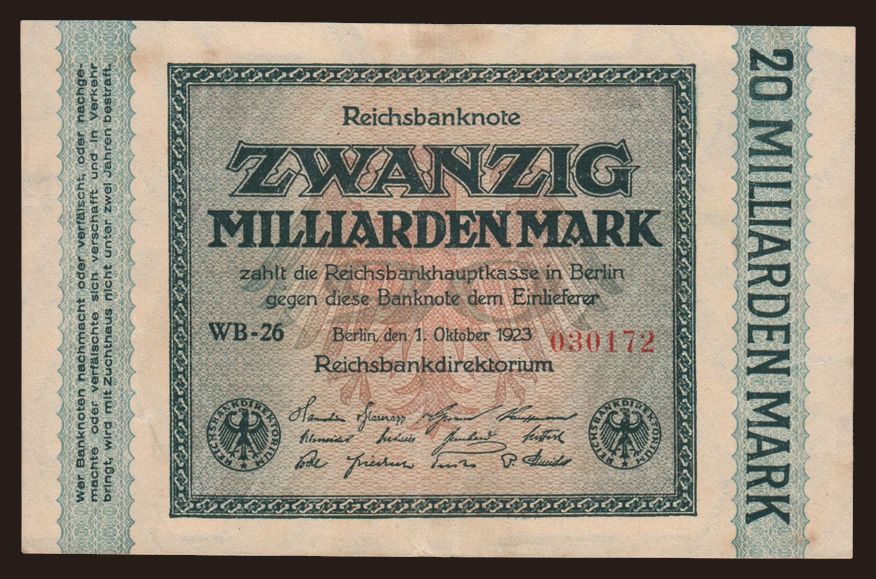 Wer Banknoten nachmacht oder verfälscht, oder nachge-
machte oder verfälschte sich verschafft und in Verkehr
bringt, wird mit Zuchthaus nicht unter zwei Jahren bestraft.
Reichsbanknote
ZWANZIG
MILLIARDEN MARK
zahlt die Reichsbankhauptkasse in Berlin
gegen diese Banknote dem Einlieferer
WB-26 Berlin, den 1. Oktober 1923 030172
Reichsbankdirektorium
REICHSBANKDIREKTORIUM
REICHSBANKDIREKTORIUM
20 MILLIARDEN MARK